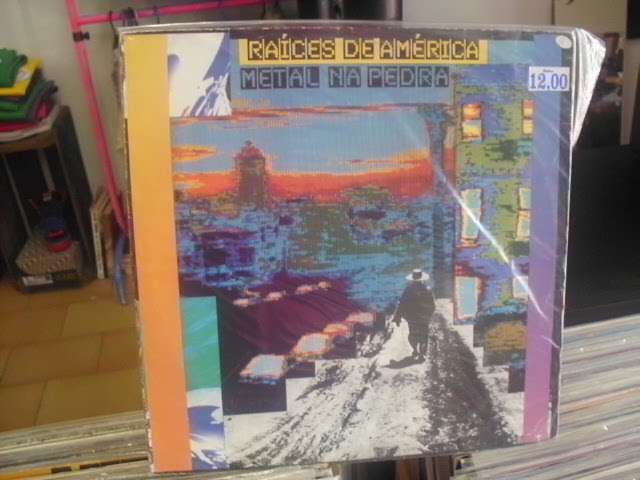 RAÍCES DE AMÉRICA
METAL NA PEDRA
12,00